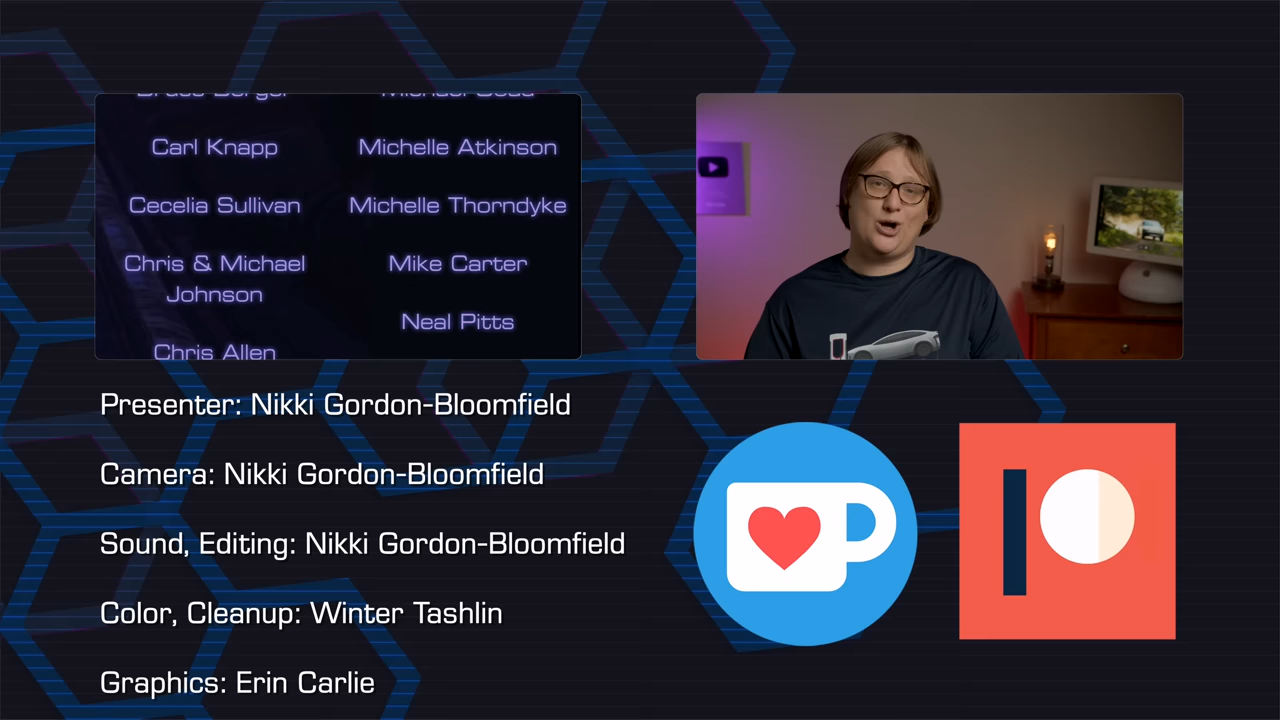 Carl Knapp
Michelle Atkinson
Cecelia Sullivan
Michelle Thorndyke
Chris & Michael
Johnson
Mike Carter
Neal Pitts
Chris Allen
Presenter: Nikki Gordon-Bloomfield
Camera: Nikki Gordon-Bloomfield
Sound, Editing: Nikki Gordon-Bloomfield
Color, Cleanup: Winter Tashlin
Graphics: Erin Carlie